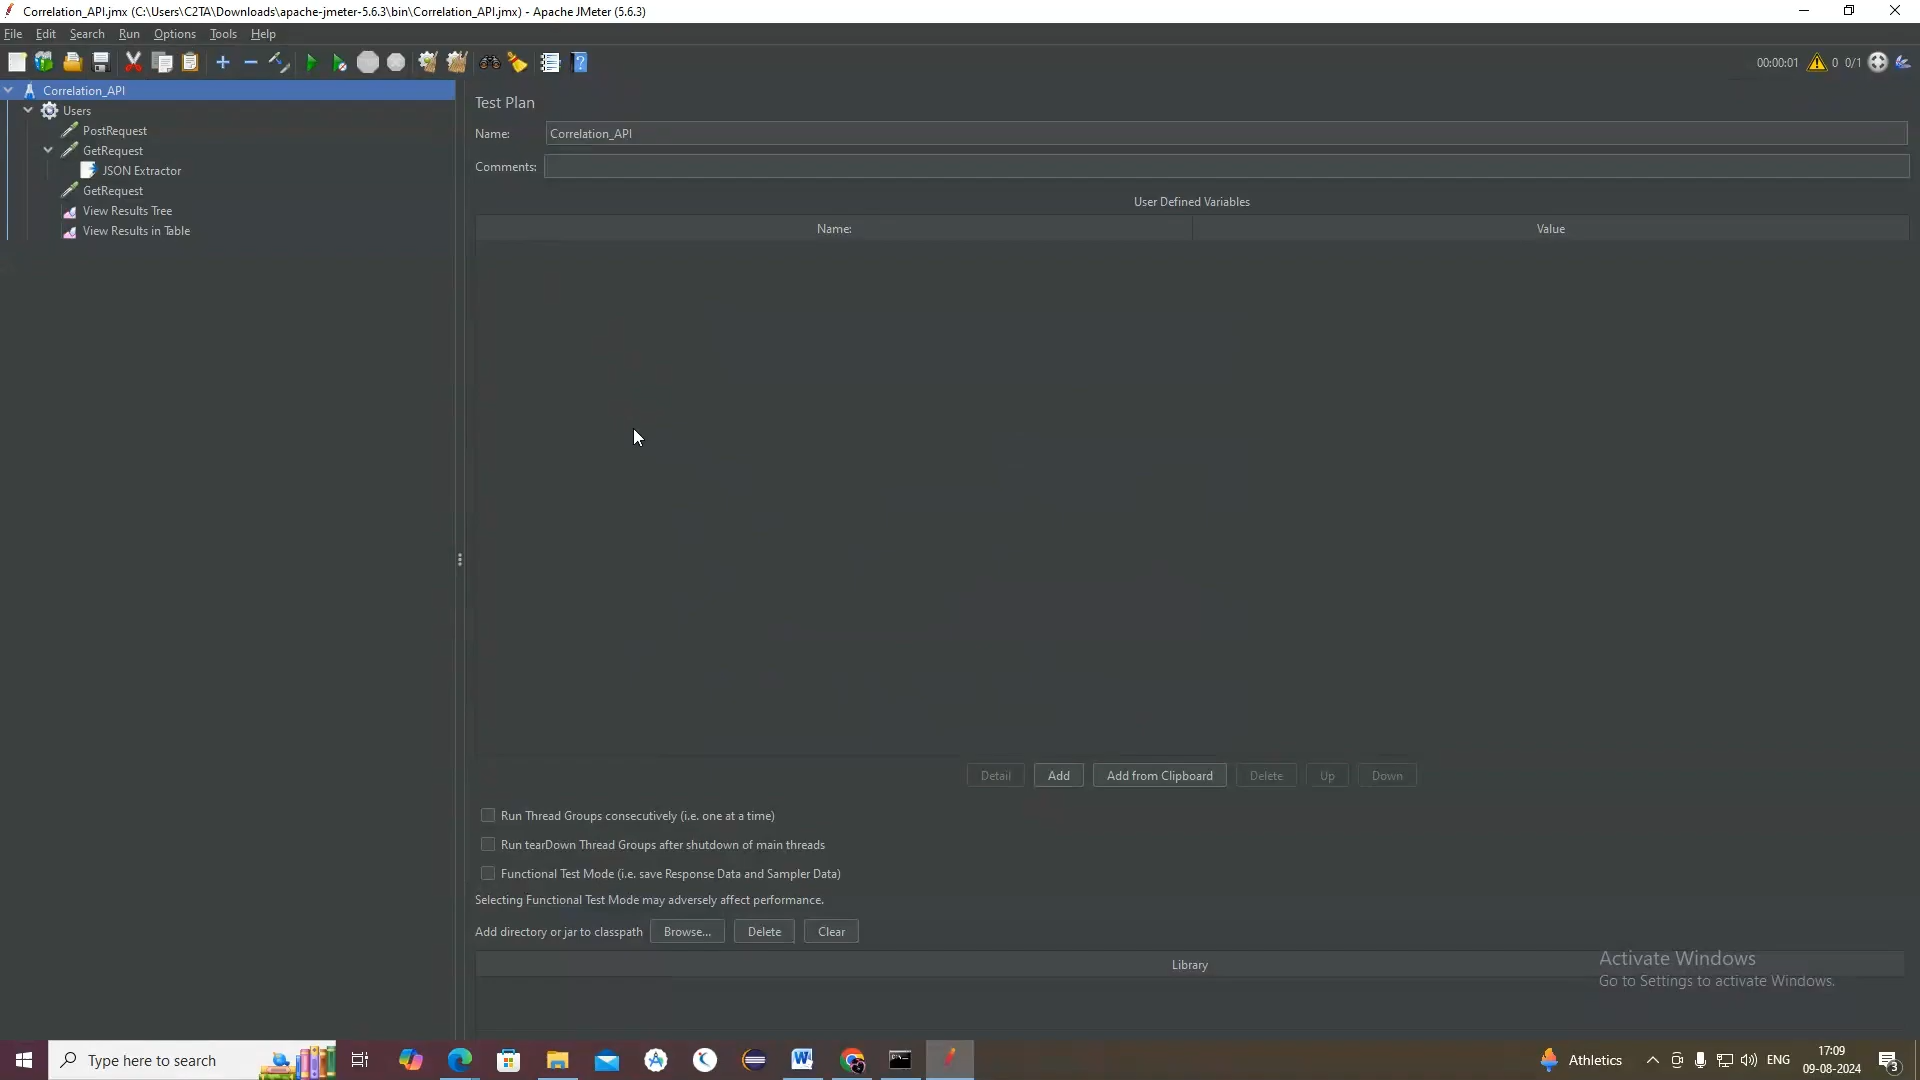 Correlation_API.jmx (C:\Users\C2TA\Downloads\apache-jmeter-5.6.3\bin\Correlation_API.jmx) - Apache JMeter (5.6.3)
File Edit Search Run Options Tools Help
00:00:01 0 0/1
Correlation_API
Users
PostRequest
GetRequest
JSON Extractor
GetRequest
View Results Tree
View Results in Table
Test Plan
Name: Correlation_API
Comments:
User Defined Variables
Name: Value
Detail Add Add from Clipboard Delete Up Down
Run Thread Groups consecutively (i.e. one at a time)
Run tearDown Thread Groups after shutdown of main threads
Functional Test Mode (i.e. save Response Data and Sampler Data)
Selecting Functional Test Mode may adversely affect performance.
Add directory or jar to classpath Browse... Delete Clear
Library
Activate Windows
Go to Settings to activate Windows.
Type here to search
Athletics
ENG
17:09
09-08-2024
3